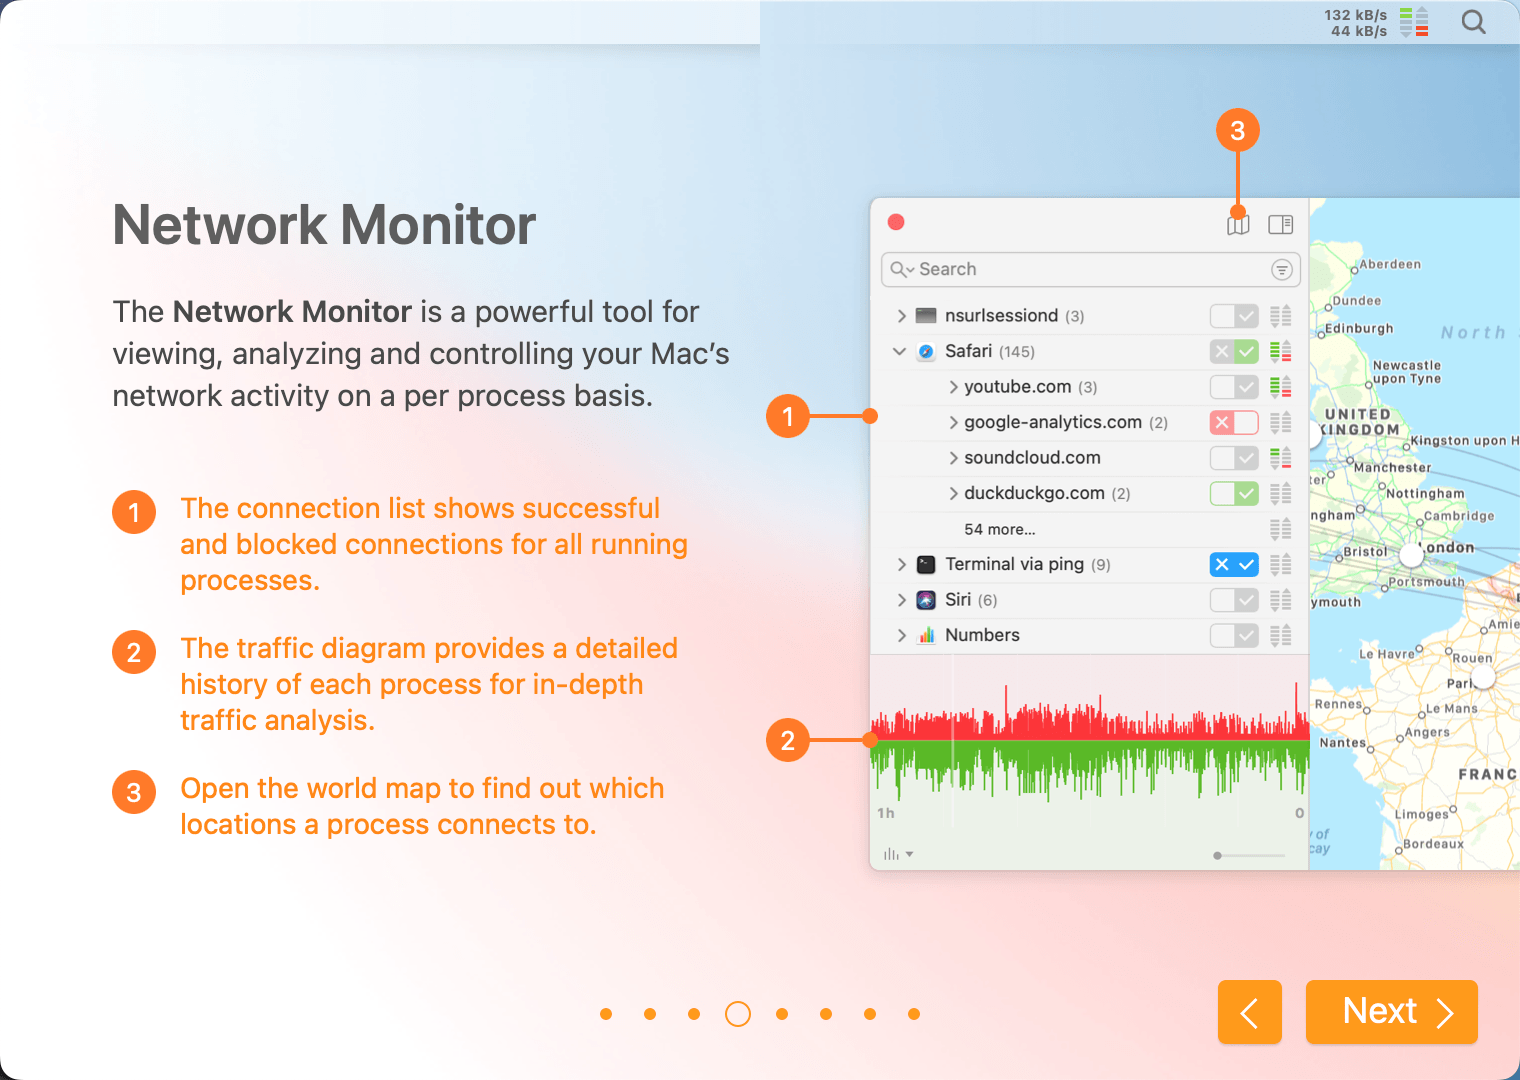 132 kB/s
44 kB/s
Network Monitor
The Network Monitor is a powerful tool for
viewing, analyzing and controlling your Mac’s
network activity on a per process basis.
1 The connection list shows successful
and blocked connections for all running
processes.
2 The traffic diagram provides a detailed
history of each process for in-depth
traffic analysis.
3 Open the world map to find out which
locations a process connects to.
3
1
2
Search
nsurlsessiond (3)
Safari (145)
youtube.com (3)
google-analytics.com (2)
soundcloud.com
duckduckgo.com (2)
54 more...
Terminal via ping (9)
Siri (6)
Numbers
1h
0
Aberdeen
Dundee
Edinburgh
North
Newcastle
upon Tyne
UNITED
KINGDOM
Kingston upon H
Manchester
ter
Nottingham
ngham
Cambridge
Bristol
London
Portsmouth
ymouth
Amie
Le Havre
Rouen
Rennes
Le Mans
Angers
Nantes
FRANC
Limoges
Bordeaux
y of
cay
Next